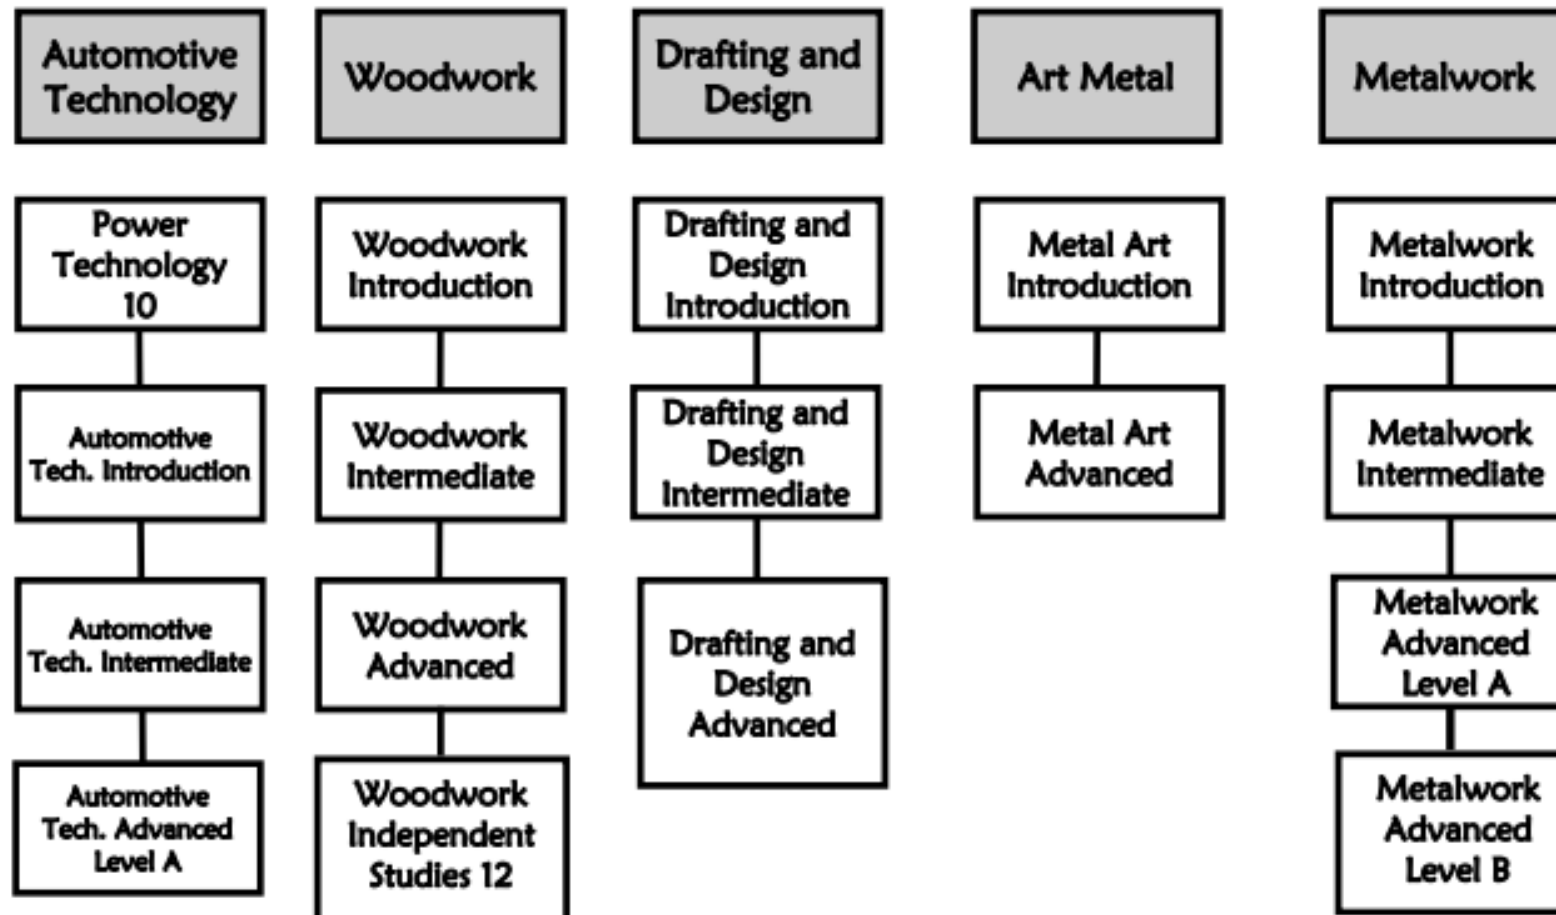 Automotive
Technology
Woodwork
Drafting and
Design
Art Metal
Metalwork
Power
Technology
10
Woodwork
Introduction
Drafting and
Design
Introduction
Metal Art
Introduction
Metalwork
Introduction
Automotive
Tech. Introduction
Woodwork
Intermediate
Drafting and
Design
Intermediate
Metal Art
Advanced
Metalwork
Intermediate
Automotive
Tech. Intermediate
Woodwork
Advanced
Drafting and
Design
Advanced
Metalwork
Advanced
Level A
Automotive
Tech. Advanced
Level A
Woodwork
Independent
Studies 12
Metalwork
Advanced
Level B